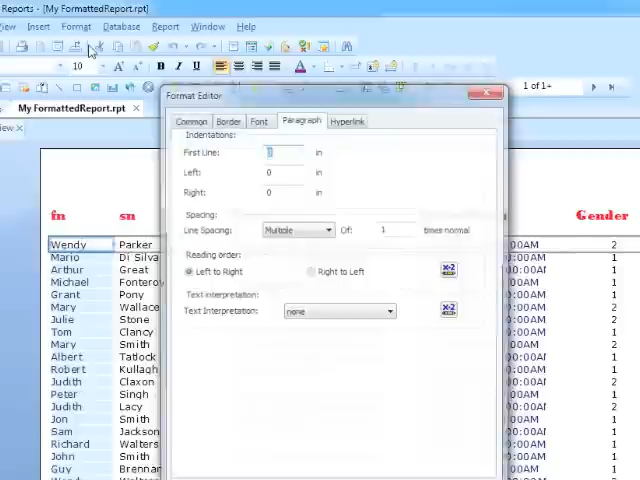 Reports - [My FormattedReport.rpt]
View Insert Format Database Report Window Help
10 B I U A
1 of 1+
My FormattedReport.rpt ×
view ×
Format Editor
Common Border Font Paragraph Hyperlink
Indentations:
First Line: in
Left: 0 in
Right: 0 in
Spacing:
Line Spacing: Multiple Of: 1 times normal
Reading order:
Left to Right Right to Left
x-2
Text interpretation:
Text Interpretation: none
x-2
fn sn Gender
Wendy Parker 00AM 2
Mario Di Silva 1
Arthur Great 1
Michael Fontero 1
Grant Pony 1
Mary Wallace 2
Julie Stone 2
Tom Clancy 1
Mary Smith 2
Albert Tatlock 1
Robert Kullagh 1
Judith Claxon 2
Peter Singh 1
Judith Lacy 2
Jon Smith 1
Sam Jackson 1
Richard Walters 1
John Smith 1
Guy Brennan 1